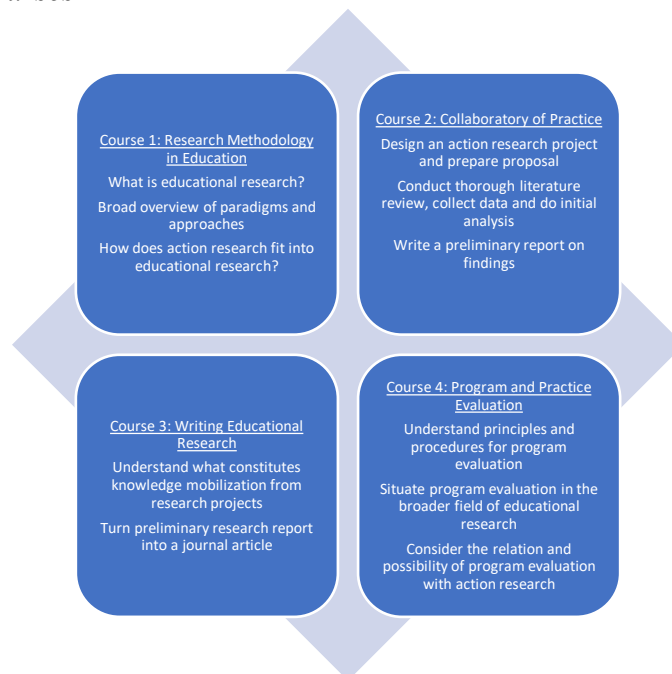 Course 1: Research Methodology
in Education
What is educational research?
Broad overview of paradigms and
approaches
How does action research fit into
educational research?
Course 2: Collaboratory of Practice
Design an action research project
and prepare proposal
Conduct thorough literature
review, collect data and do initial
analysis
Write a preliminary report on
findings
Course 3: Writing Educational
Research
Understand what constitutes
knowledge mobilization from
research projects
Turn preliminary research report
into a journal article
Course 4: Program and Practice
Evaluation
Understand principles and
procedures for program
evaluation
Situate program evaluation in the
broader field of educational
research
Consider the relation and
possibility of program evaluation
with action research